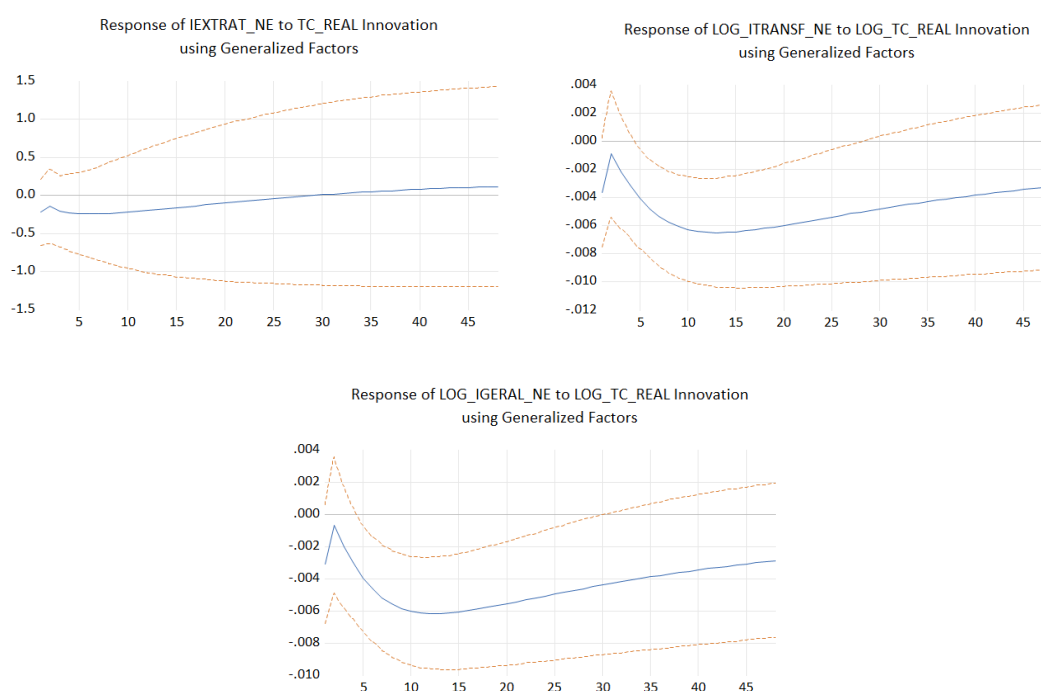 Response of IEXTRAT_NE to TC_REAL Innovation
using Generalized Factors
1.5
1.0
0.5
0.0
-0.5
-1.0
-1.5
5 10 15 20 25 30 35 40 45
Response of LOG_ITRANSF_NE to LOG_TC_REAL Innovation
using Generalized Factors
.004
.002
.000
-.002
-.004
-.006
-.008
-.010
-.012
5 10 15 20 25 30 35 40 45
Response of LOG_IGERAL_NE to LOG_TC_REAL Innovation
using Generalized Factors
.004
.002
.000
-.002
-.004
-.006
-.008
-.010
5 10 15 20 25 30 35 40 45